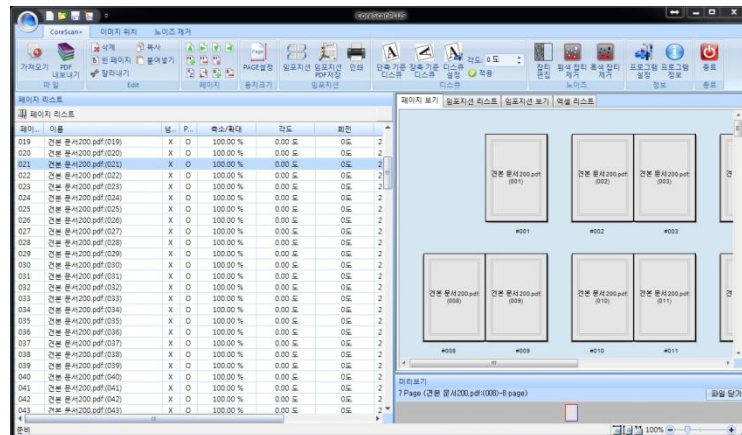 CoreScanPLUS
CoreScan+ 이미지 위치 노이즈 제거
가져오기 PDF 내보내기 삭제 복사 빈 페이지 붙여넣기 잘라내기
PAGE설정 임포지션 임포지션 PDF저장 인쇄
단축 기준 디스큐 장축 기준 디스큐 디스큐 설정 각도: 0 도 적용
잡티 편집 흰색 잡티 제거 흑색 잡티 제거 프로그램 설정 프로그램 정보 종료
파일 Edit 페이지 용지크기 임포지션 디스큐 노이즈 정보 종료
페이지 리스트
페이지 리스트
페이... 이름 넘... P... 축소/확대 각도 회전
019 견본 문서200.pdf:(019) X O 100.00 % 0.00 도 0도 2
020 견본 문서200.pdf:(020) X O 100.00 % 0.00 도 0도 2
021 견본 문서200.pdf:(021) X O 100.00 % 0.00 도 0도 2
022 견본 문서200.pdf:(022) X O 100.00 % 0.00 도 0도 2
023 견본 문서200.pdf:(023) X O 100.00 % 0.00 도 0도 2
024 견본 문서200.pdf:(024) X O 100.00 % 0.00 도 0도 2
025 견본 문서200.pdf:(025) X O 100.00 % 0.00 도 0도 2
026 견본 문서200.pdf:(026) X O 100.00 % 0.00 도 0도 2
027 견본 문서200.pdf:(027) X O 100.00 % 0.00 도 0도 2
028 견본 문서200.pdf:(028) X O 100.00 % 0.00 도 0도 2
029 견본 문서200.pdf:(029) X O 100.00 % 0.00 도 0도 2
030 견본 문서200.pdf:(030) X O 100.00 % 0.00 도 0도 2
031 견본 문서200.pdf:(031) X O 100.00 % 0.00 도 0도 2
032 견본 문서200.pdf:(032) X O 100.00 % 0.00 도 0도 2
033 견본 문서200.pdf:(033) X O 100.00 % 0.00 도 0도 2
034 견본 문서200.pdf:(034) X O 100.00 % 0.00 도 0도 2
035 견본 문서200.pdf:(035) X O 100.00 % 0.00 도 0도 2
036 견본 문서200.pdf:(036) X O 100.00 % 0.00 도 0도 2
037 견본 문서200.pdf:(037) X O 100.00 % 0.00 도 0도 2
038 견본 문서200.pdf:(038) X O 100.00 % 0.00 도 0도 2
039 견본 문서200.pdf:(039) X O 100.00 % 0.00 도 0도 2
040 견본 문서200.pdf:(040) X O 100.00 % 0.00 도 0도 2
041 견본 문서200.pdf:(041) X O 100.00 % 0.00 도 0도 2
042 견본 문서200.pdf:(042) X O 100.00 % 0.00 도 0도 2
043 견본 문서200.pdf:(043) X O 100.00 % 0.00 도 0도 2
준비
페이지 보기 임포지션 리스트 임포지션 보기 엑셀 리스트
견본 문서200.pdf (001) 견본 문서200.pdf (002) 견본 문서200.pdf (003)
#001 #002 #003
견본 문서200.pdf (008) 견본 문서200.pdf (009) 견본 문서200.pdf (010) 견본 문서200.pdf (011)
#008 #009 #010 #011
미리보기
7 Page (견본 문서200.pdf:(008)-8 page) 파일 닫기
100%